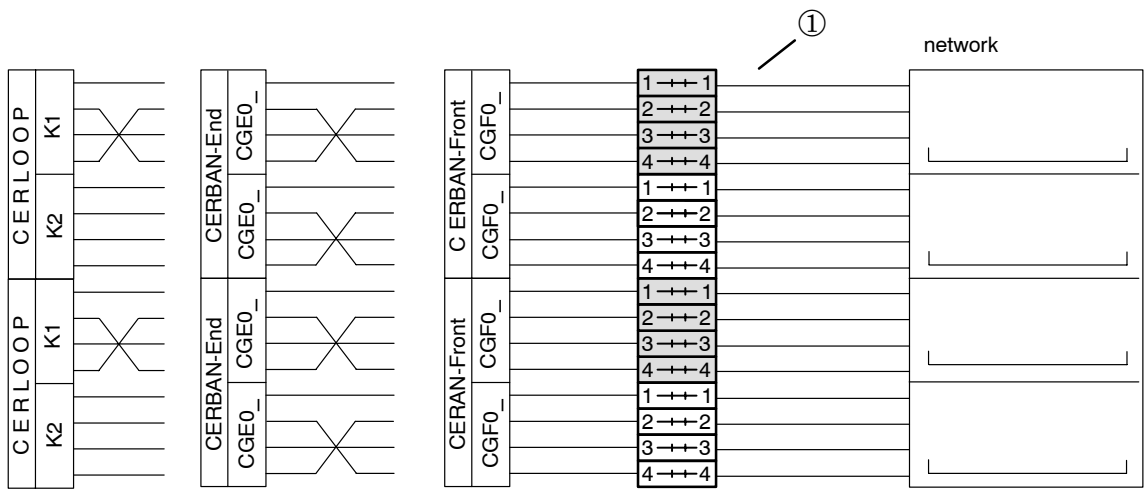 ①
network
CERLOOP
K1
K2
CERLOOP
K1
K2
CERBAN-End
CGE0_
CGE0_
CERBAN-End
CGE0_
CGE0_
C ERBAN-Front
CGF0_
CGF0_
CERAN-Front
CGF0_
CGF0_
1 1
2 2
3 3
4 4
1 1
2 2
3 3
4 4
1 1
2 2
3 3
4 4
1 1
2 2
3 3
4 4